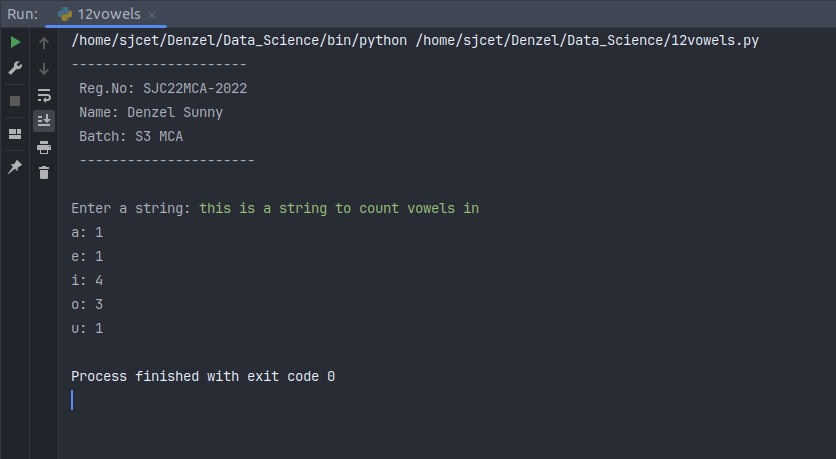 Run: 12vowels
/home/sjcet/Denzel/Data_Science/bin/python /home/sjcet/Denzel/Data_Science/12vowels.py
----------------------
Reg.No: SJC22MCA-2022
Name: Denzel Sunny
Batch: S3 MCA
----------------------
Enter a string: this is a string to count vowels in
a: 1
e: 1
i: 4
o: 3
u: 1
Process finished with exit code 0